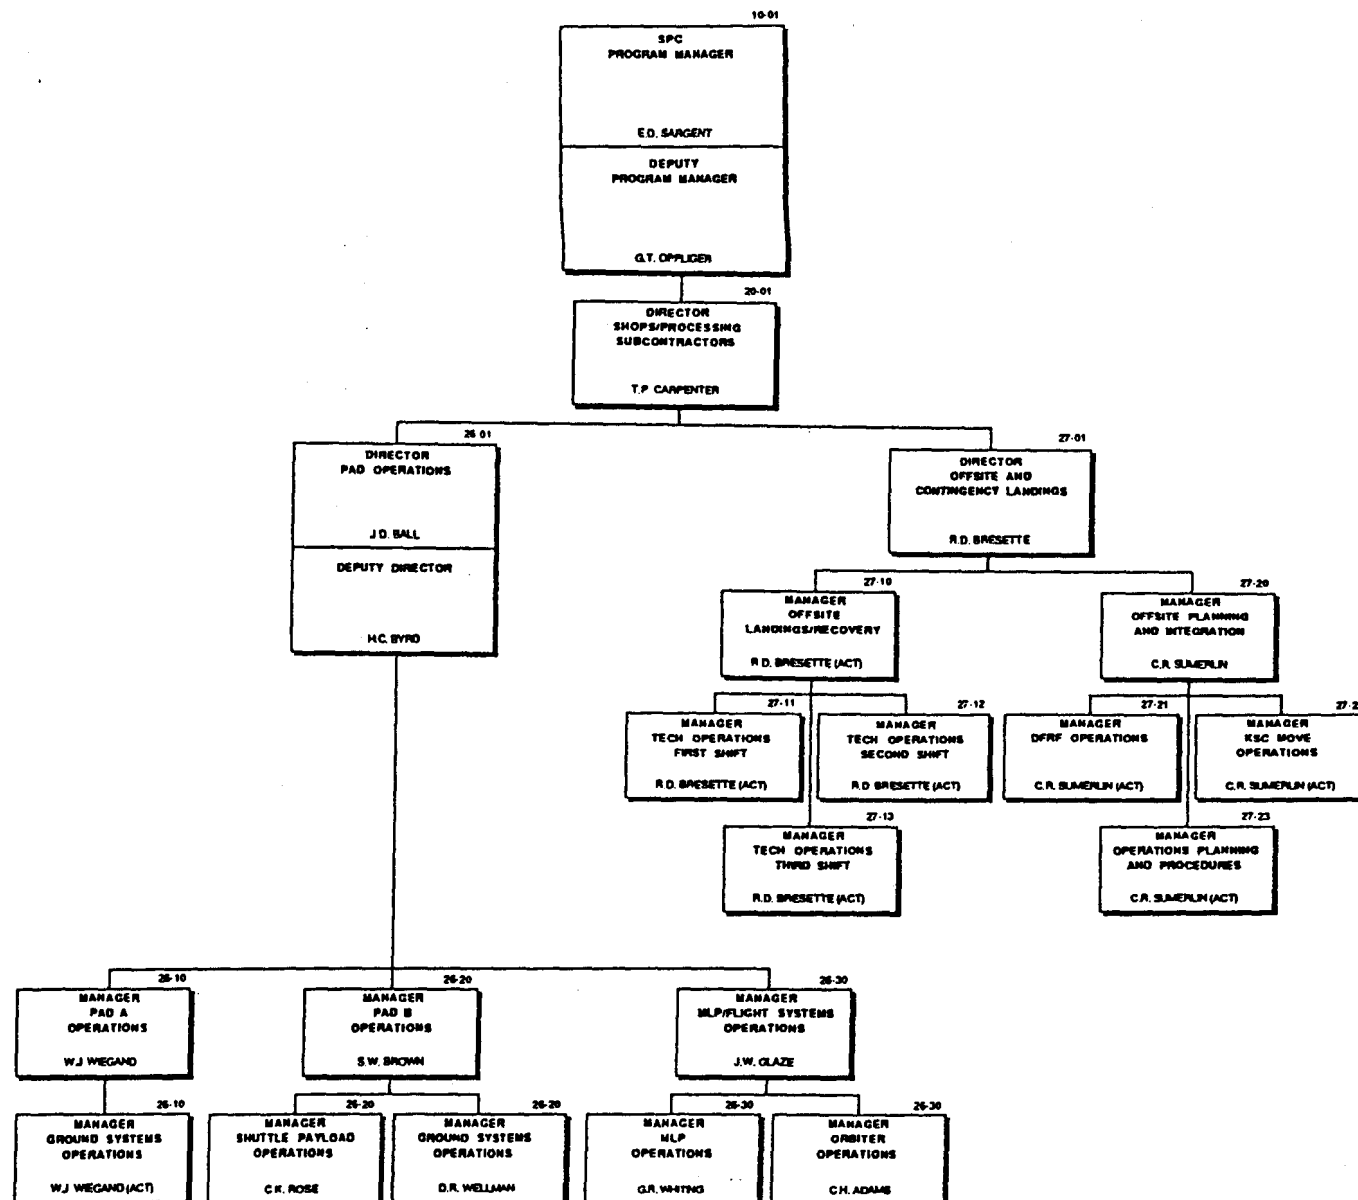 10-01
SPC
PROGRAM MANAGER
E.D. SARGENT
DEPUTY
PROGRAM MANAGER
G.T. OPPLIGER
20-01
DIRECTOR
SHOPS/PROCESSING
SUBCONTRACTORS
T.P. CARPENTER
26-01
DIRECTOR
PAD OPERATIONS
J.D. BALL
DEPUTY DIRECTOR
H.C. BYRD
27-01
DIRECTOR
OFFSITE AND
CONTINGENCY LANDINGS
R.D. BRESETTE
27-10
MANAGER
OFFSITE
LANDINGS/RECOVERY
R.D. BRESETTE (ACT)
27-20
MANAGER
OFFSITE PLANNING
AND INTEGRATION
C.R. SUMERLIN
27-11
MANAGER
TECH OPERATIONS
FIRST SHIFT
R.D. BRESETTE (ACT)
27-12
MANAGER
TECH OPERATIONS
SECOND SHIFT
R.D. BRESETTE (ACT)
27-21
MANAGER
DFRF OPERATIONS
C.R. SUMERLIN (ACT)
MANAGER
KSC MOVE
OPERATIONS
C.R. SUMERLIN (ACT)
27-13
MANAGER
TECH OPERATIONS
THIRD SHIFT
R.D. BRESETTE (ACT)
27-23
MANAGER
OPERATIONS PLANNING
AND PROCEDURES
C.R. SUMERLIN (ACT)
26-10
MANAGER
PAD A
OPERATIONS
W.J. WIEGAND
26-20
MANAGER
PAD B
OPERATIONS
S.W. BROWN
26-30
MANAGER
MLP/FLIGHT SYSTEMS
OPERATIONS
J.W. GLAZE
26-10
MANAGER
GROUND SYSTEMS
OPERATIONS
W.J. WIEGAND (ACT)
26-20
MANAGER
SHUTTLE PAYLOAD
OPERATIONS
C.K. ROSE
26-20
MANAGER
GROUND SYSTEMS
OPERATIONS
D.R. WELLMAN
26-30
MANAGER
MLP
OPERATIONS
G.R. WHITING
26-30
MANAGER
ORBITER
OPERATIONS
C.H. ADAMS